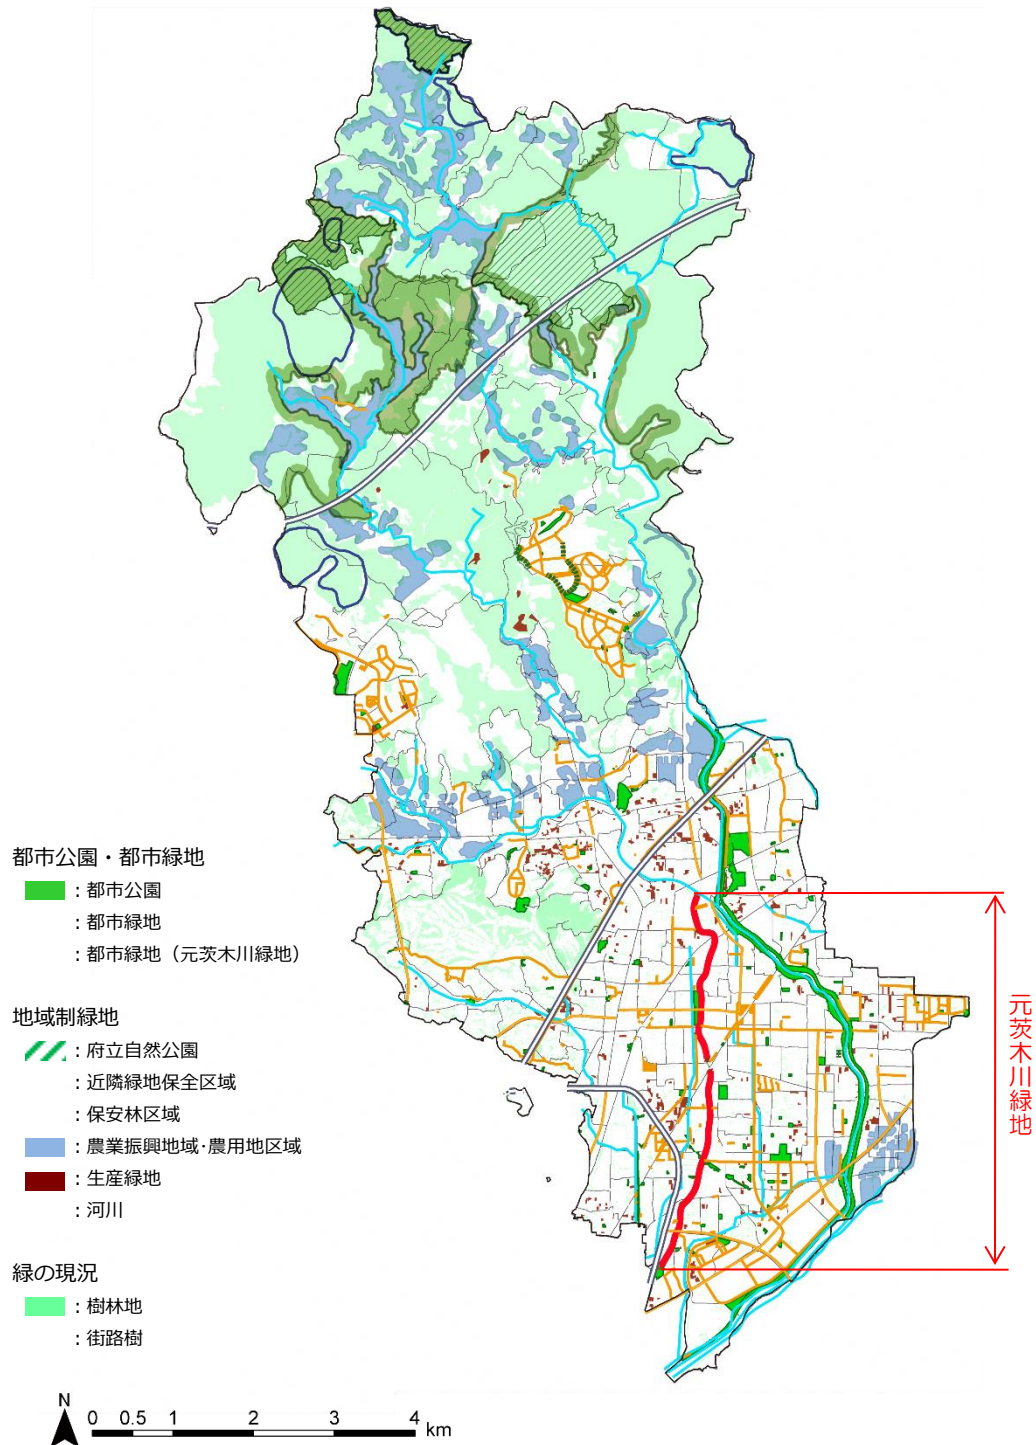 都市公園・都市緑地
：都市公園
：都市緑地
：都市緑地（元茨木川緑地）
地域制緑地
：府立自然公園
：近隣緑地保全区域
：保安林区域
：農業振興地域・農用地区域
：生産緑地
：河川
緑の現況
：樹林地
：街路樹
元茨木川緑地
N
0 0.5 1 2 3 4 km